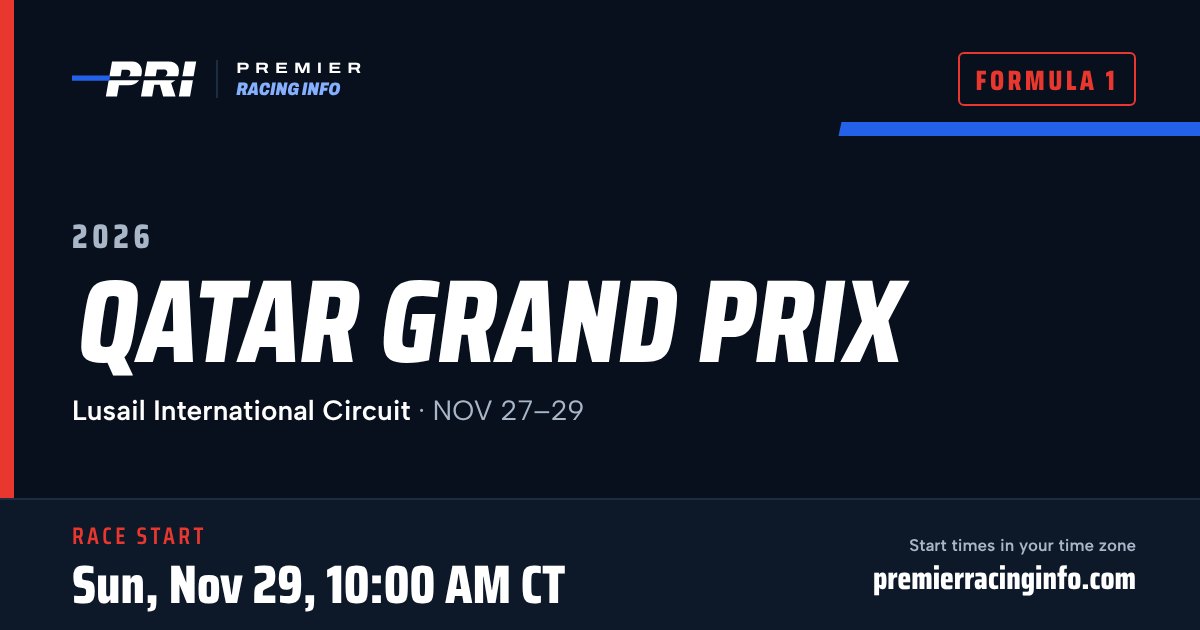 PRI
PREMIER
RACING INFO
FORMULA 1
2026
QATAR GRAND PRIX
Lusail International Circuit · NOV 27–29
RACE START
Sun, Nov 29, 10:00 AM CT
Start times in your time zone
premierracinginfo.com